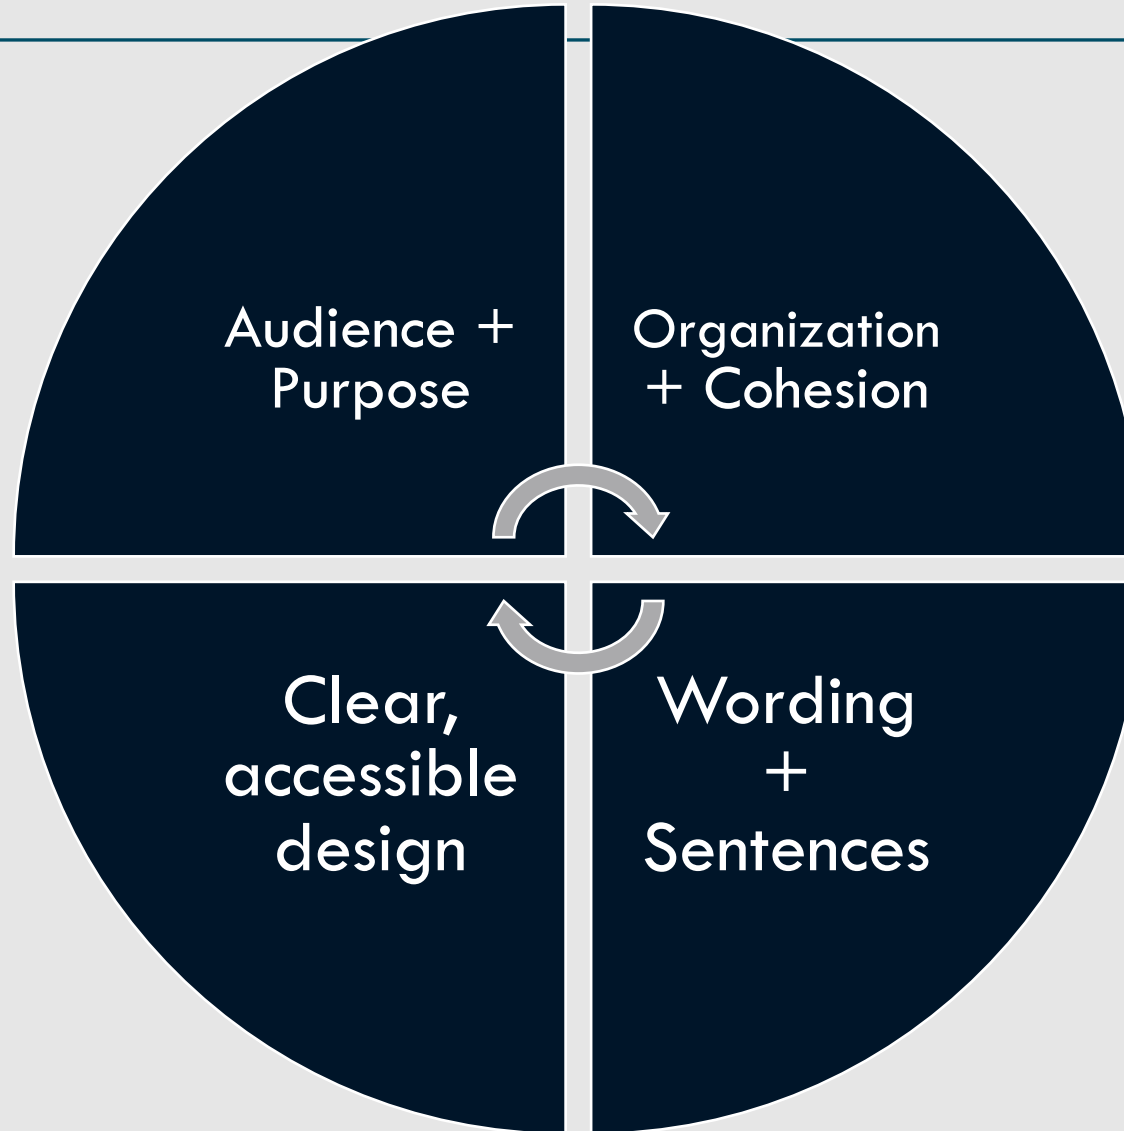 Audience +
Purpose
Organization
+ Cohesion
Clear,
accessible
design
Wording
+
Sentences